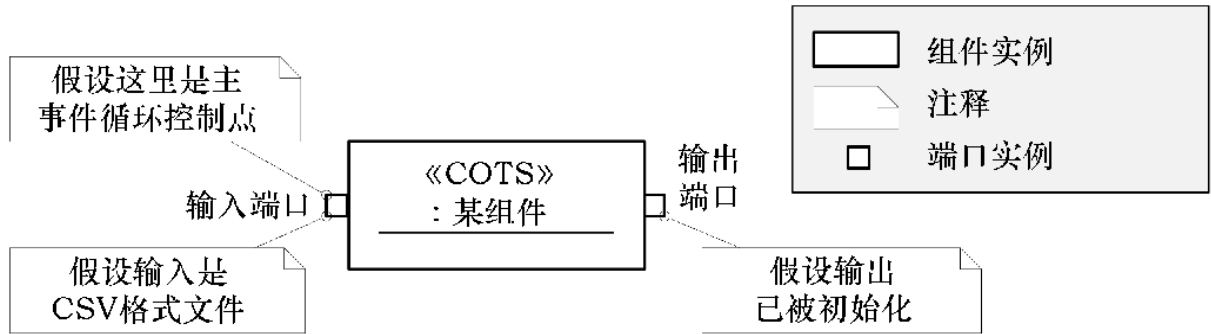 假设这里是主
事件循环控制点
输入端口
假设输入是
CSV格式文件
《COTS》
：某组件
输出
端口
假设输出
已被初始化
组件实例
注释
端口实例